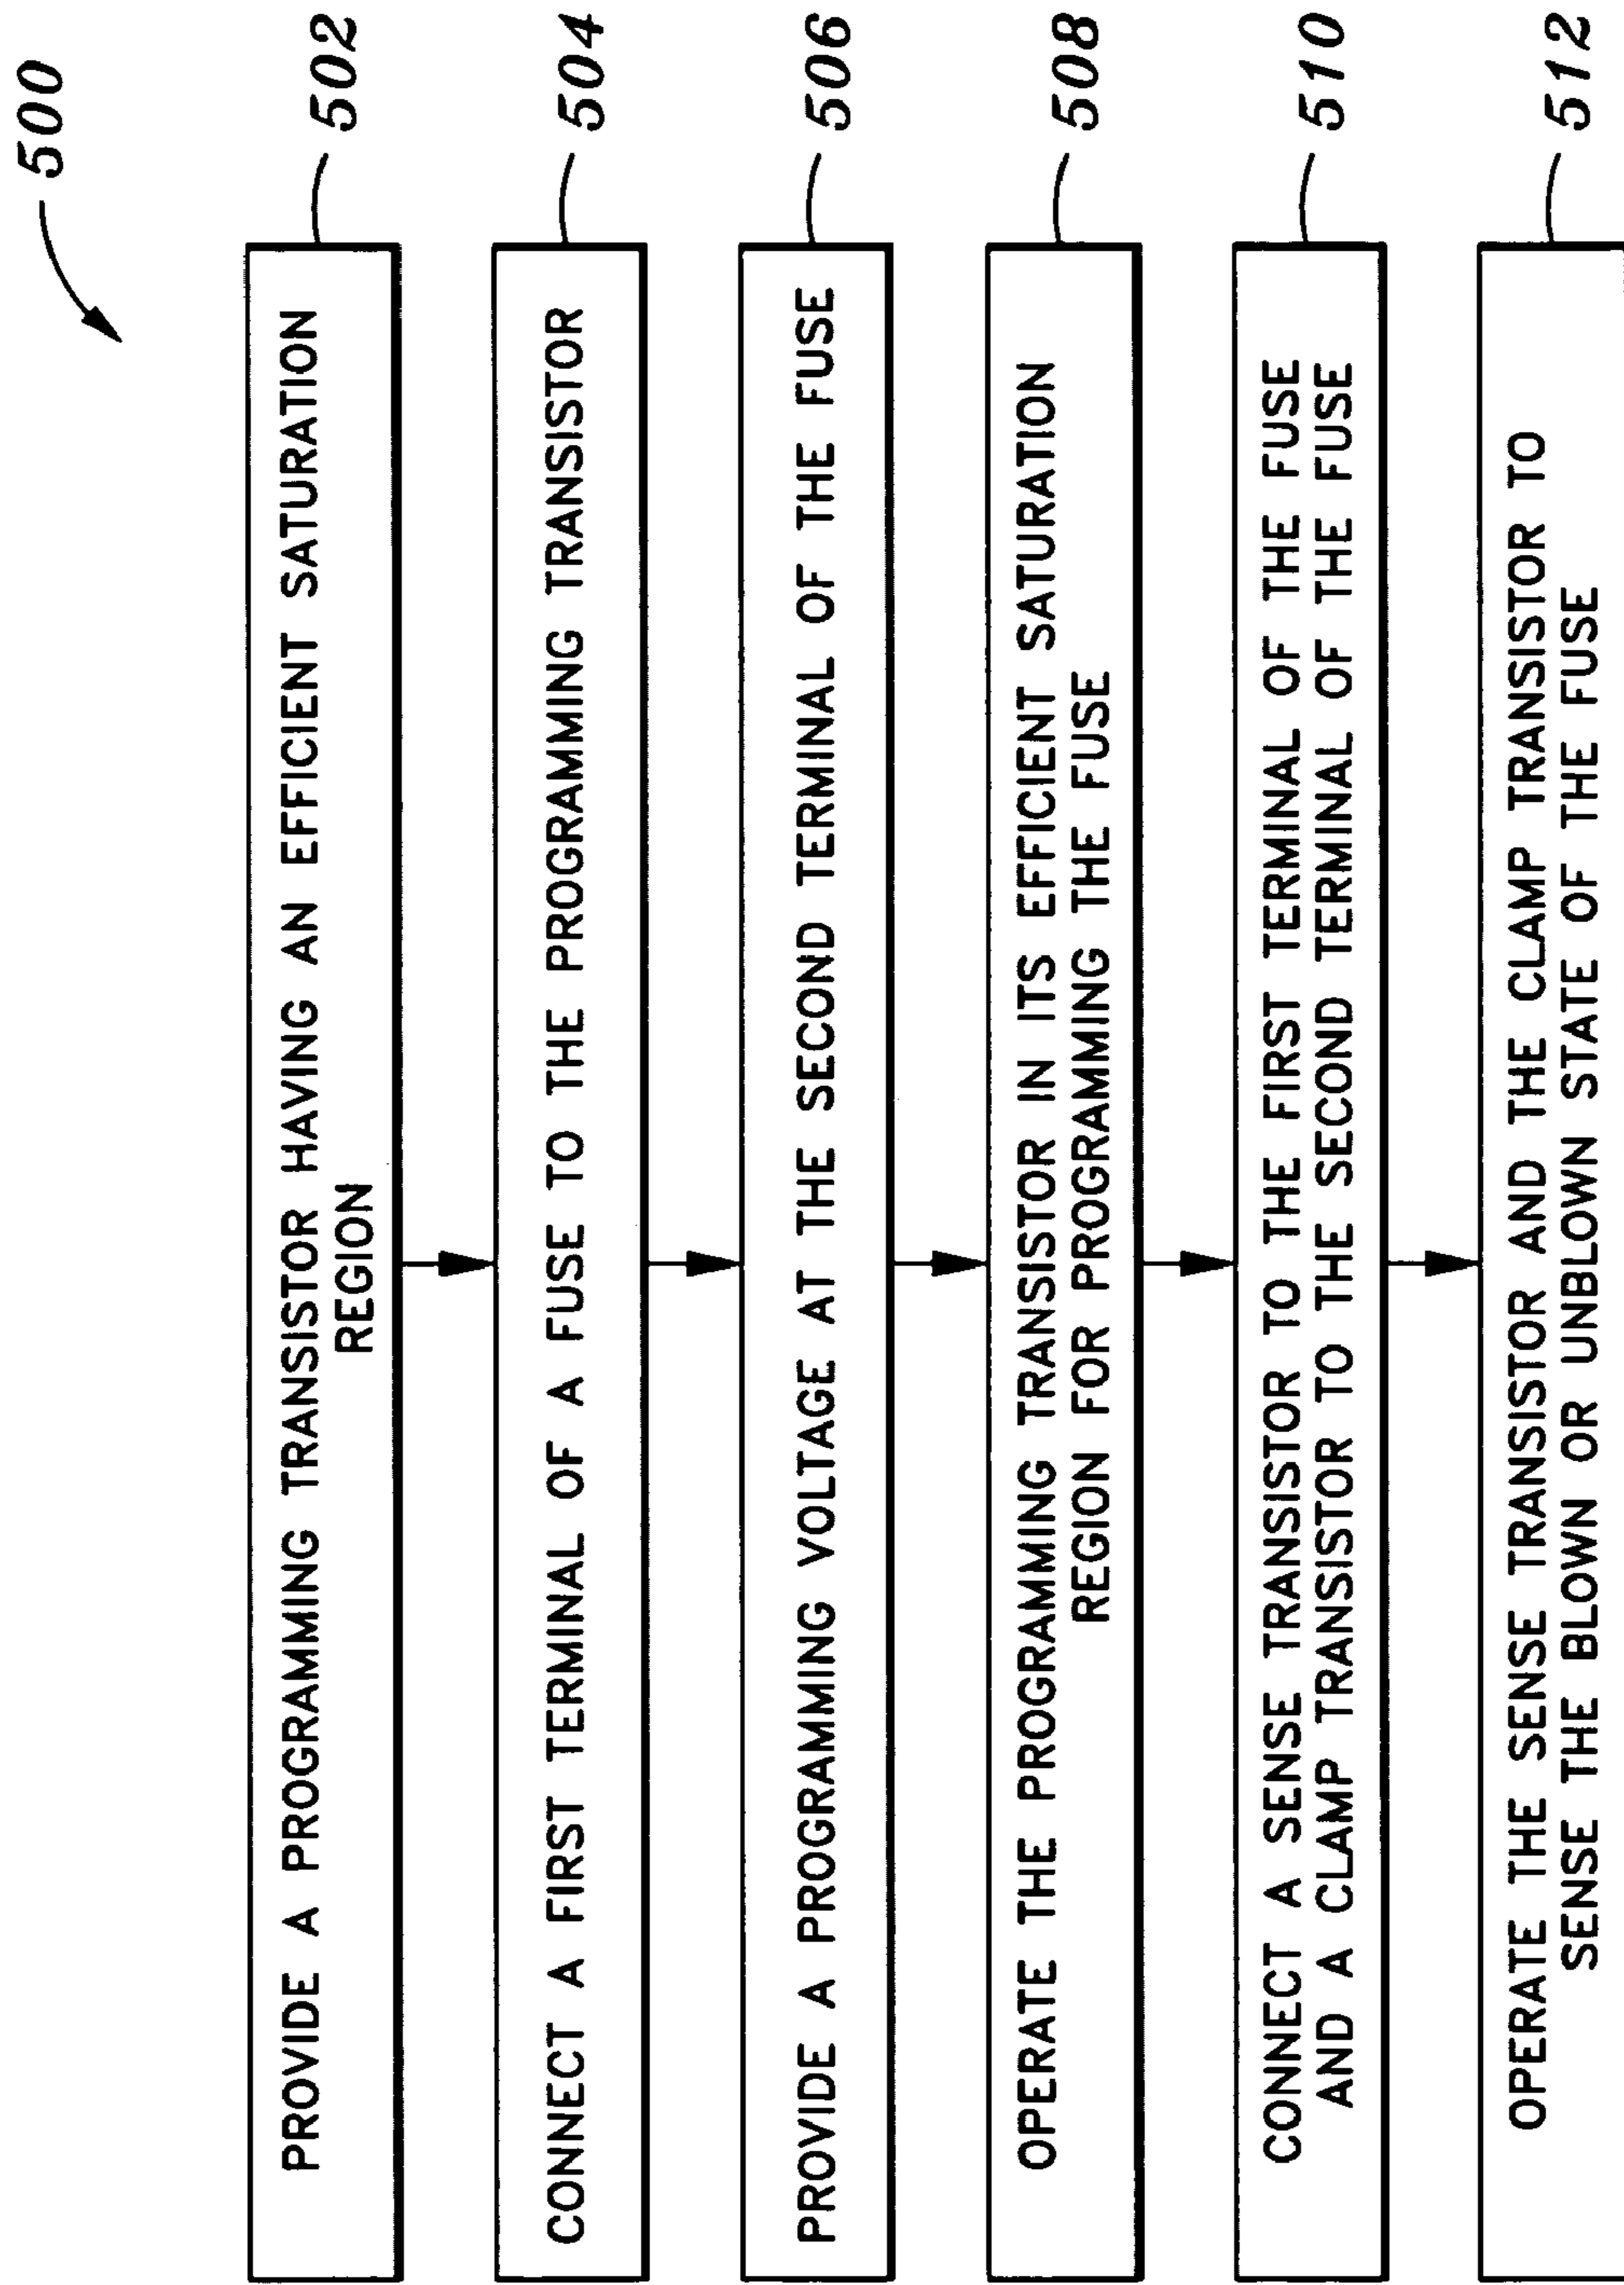 500
PROVIDE A PROGRAMMING TRANSISTOR HAVING AN EFFICIENT SATURATION
REGION
502
CONNECT A FIRST TERMINAL OF A FUSE TO THE PROGRAMMING TRANSISTOR
504
PROVIDE A PROGRAMMING VOLTAGE AT THE SECOND TERMINAL OF THE FUSE
506
OPERATE THE PROGRAMMING TRANSISTOR IN ITS EFFICIENT SATURATION
REGION FOR PROGRAMMING THE FUSE
508
CONNECT A SENSE TRANSISTOR TO THE FIRST TERMINAL OF THE FUSE
AND A CLAMP TRANSISTOR TO THE SECOND TERMINAL OF THE FUSE
510
OPERATE THE SENSE TRANSISTOR AND THE CLAMP TRANSISTOR TO
SENSE THE BLOWN OR UNBLOWN STATE OF THE FUSE
512